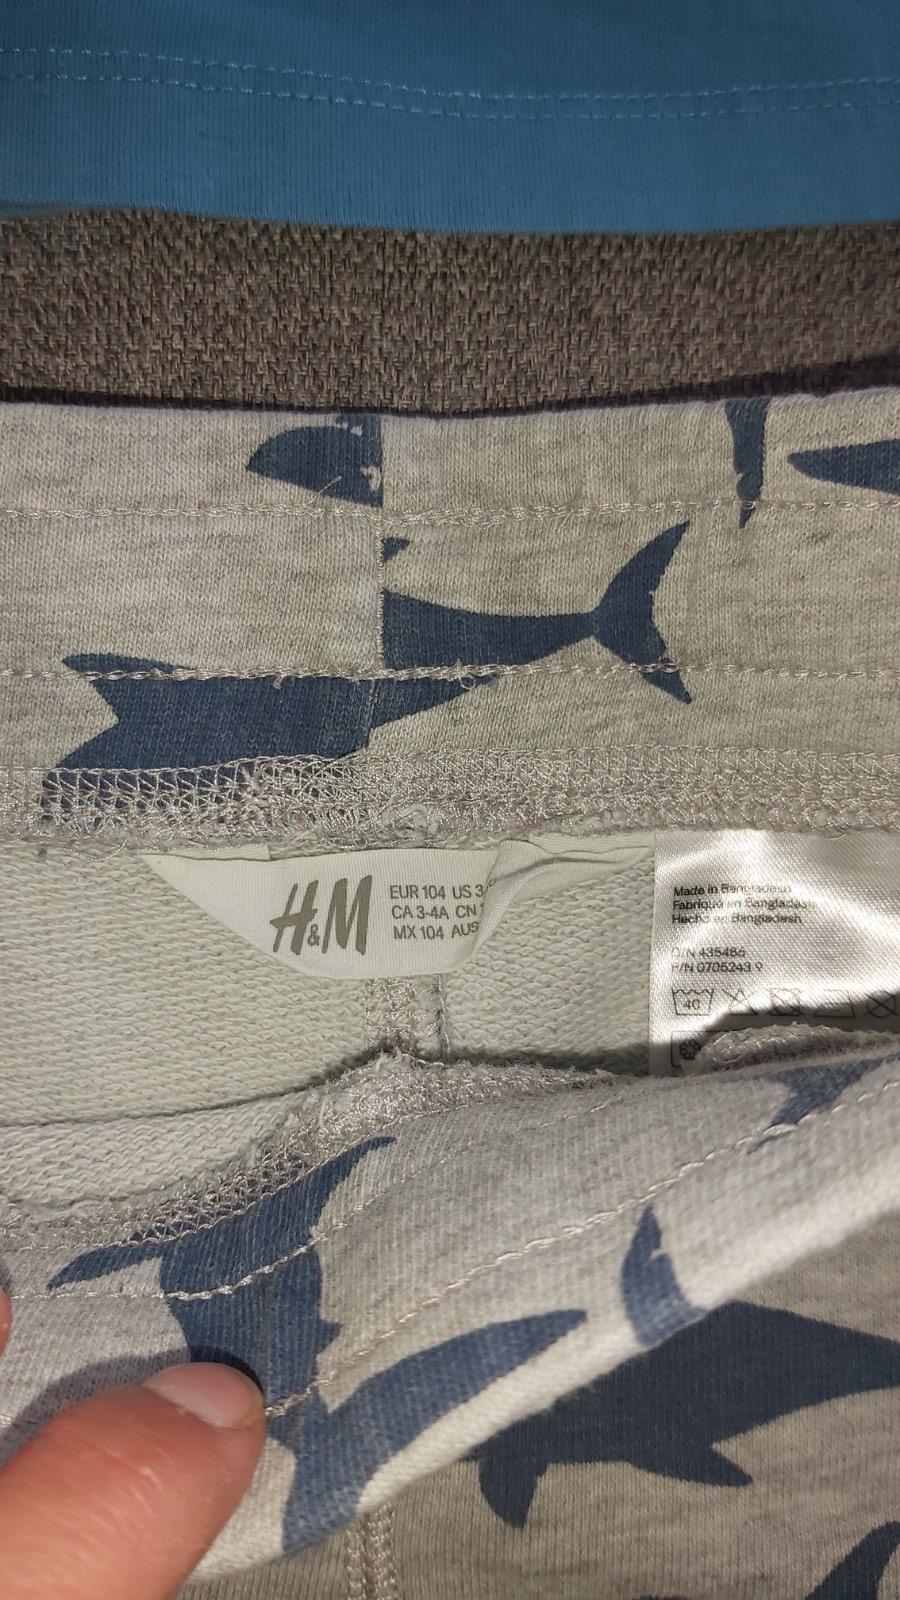 H&M
EUR 104 US 3-
CA 3-4A CN
MX 104 AUS
Made in Bangladesh
Fabriqué en Bangladesh
Hecho en Bangladesh
O/N 435486
P/N 0705243 9
40